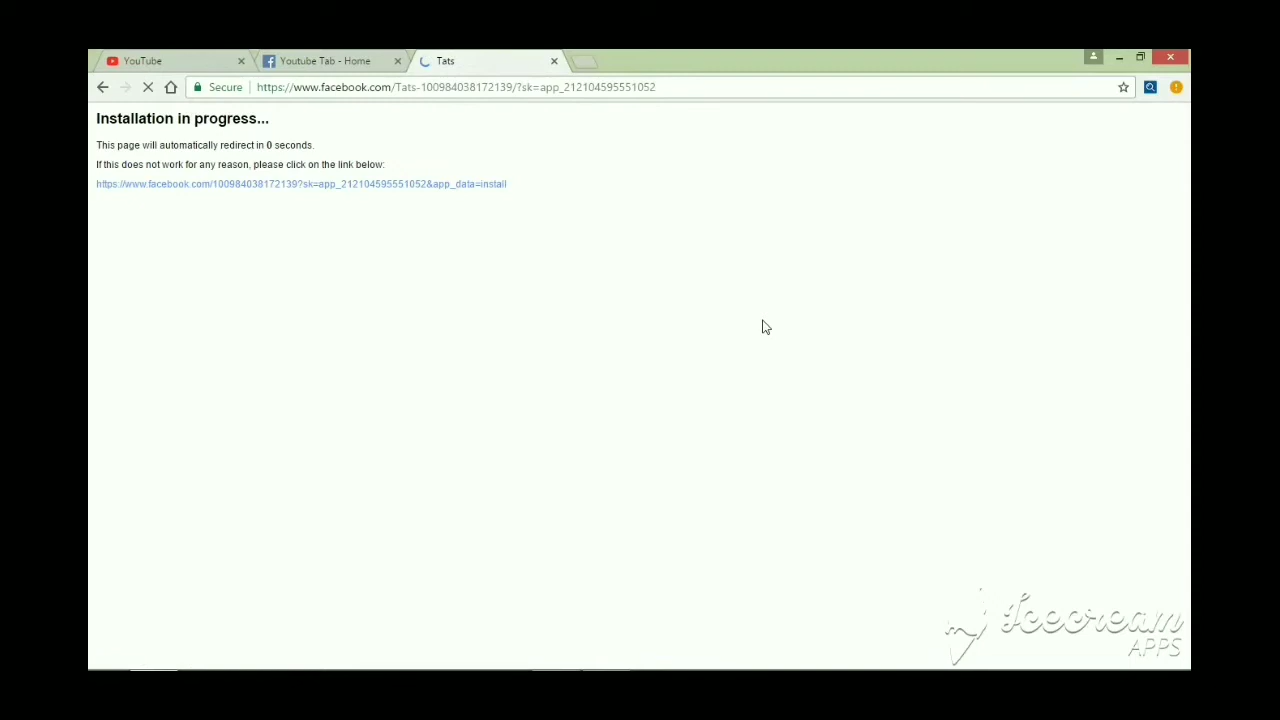 YouTube
Youtube Tab - Home
Tats
Secure
https://www.facebook.com/Tats-100984038172139/?sk=app_212104595551052
Installation in progress...
This page will automatically redirect in 0 seconds.
If this does not work for any reason, please click on the link below:
https://www.facebook.com/100984038172139?sk=app_212104595551052&app_data=install
Icecream
APPS